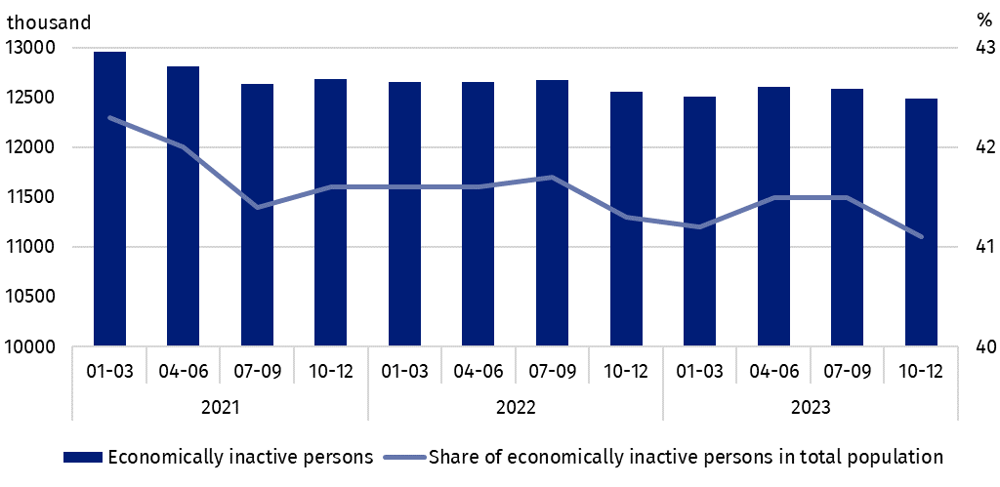 thousand %
13000 43
12500
12000 42
11500
11000 41
10500
10000 40
01-03 04-06 07-09 10-12 01-03 04-06 07-09 10-12 01-03 04-06 07-09 10-12
2021 2022 2023
Economically inactive persons Share of economically inactive persons in total population